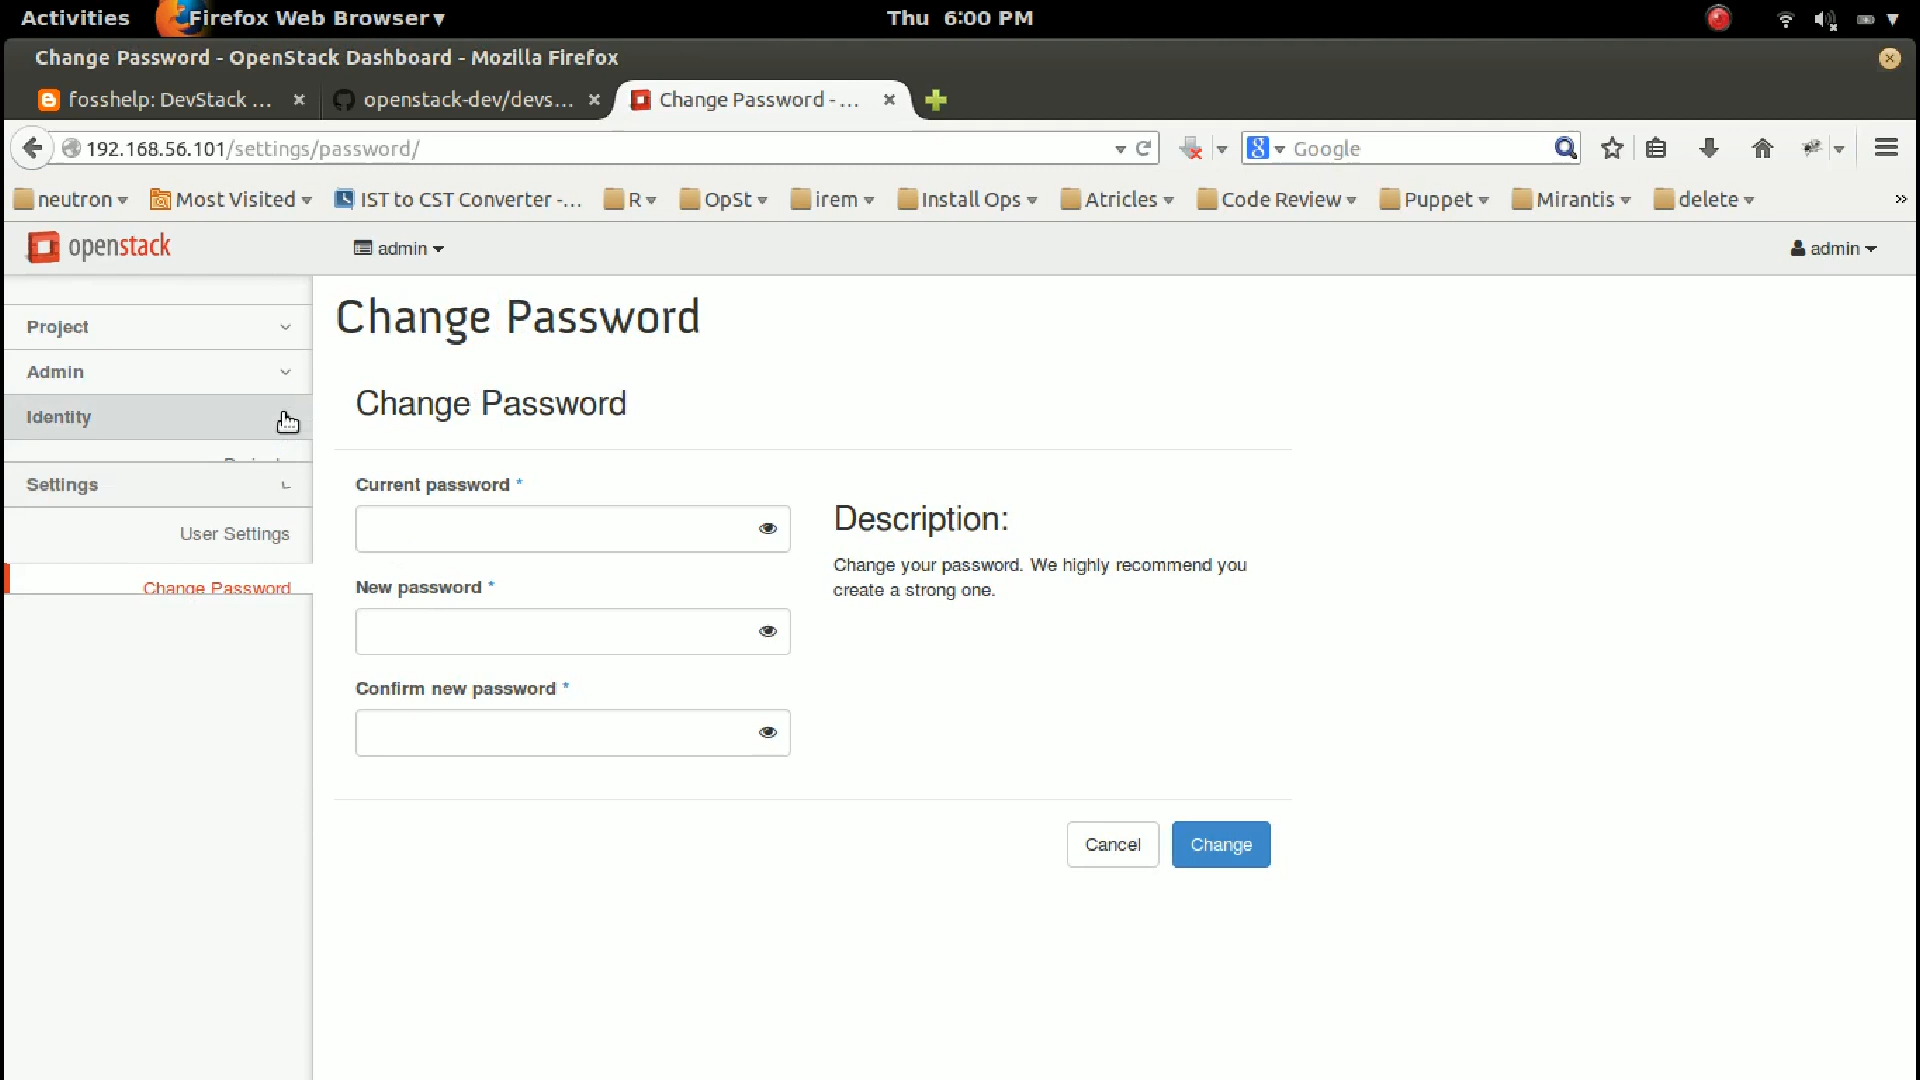 Activities Firefox Web Browser Thu 6:00 PM
Change Password - OpenStack Dashboard - Mozilla Firefox
fosshelp: DevStack ... openstack-dev/devs... Change Password - ...
192.168.56.101/settings/password/ Google
neutron Most Visited IST to CST Converter -... R OpSt irem Install Ops Atricles Code Review Puppet Mirantis delete »
openstack admin admin
Project
Admin
Identity
Settings
User Settings
Change Password
Change Password
Change Password
Current password *
New password *
Confirm new password *
Description:
Change your password. We highly recommend you
create a strong one.
Cancel Change